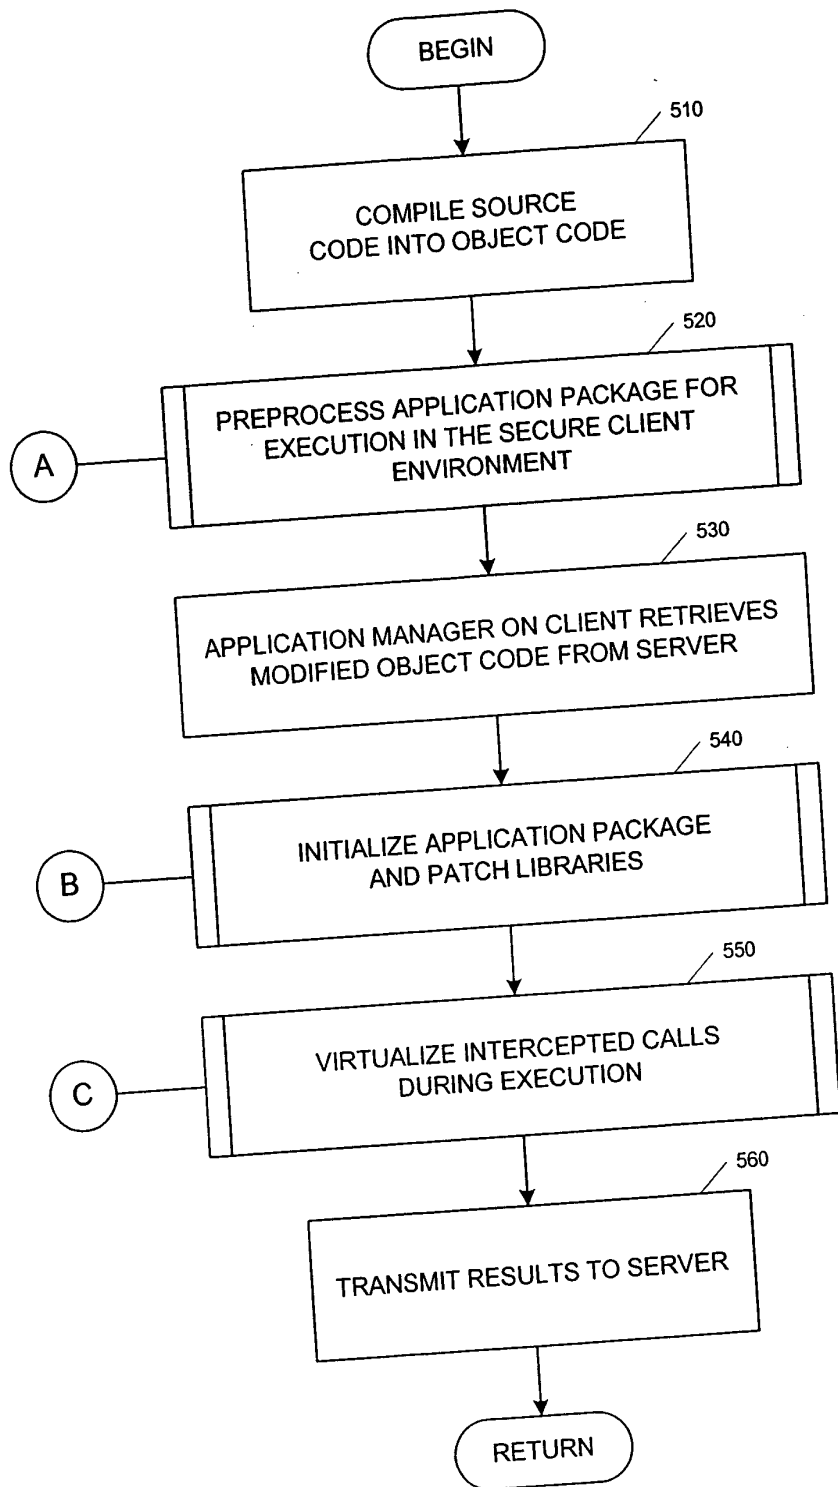 BEGIN
510
COMPILE SOURCE
CODE INTO OBJECT CODE
520
PREPROCESS APPLICATION PACKAGE FOR
EXECUTION IN THE SECURE CLIENT
ENVIRONMENT
A
530
APPLICATION MANAGER ON CLIENT RETRIEVES
MODIFIED OBJECT CODE FROM SERVER
540
INITIALIZE APPLICATION PACKAGE
AND PATCH LIBRARIES
B
550
VIRTUALIZE INTERCEPTED CALLS
DURING EXECUTION
C
560
TRANSMIT RESULTS TO SERVER
RETURN